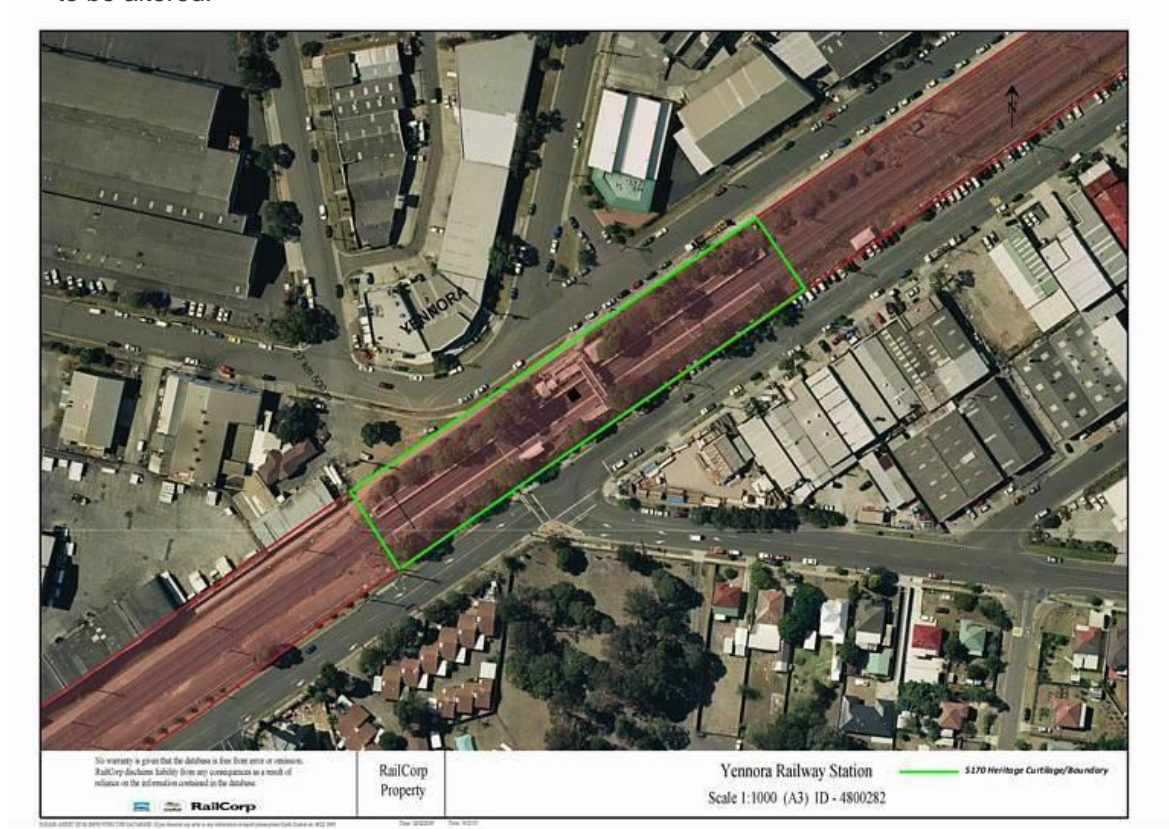 to be altered.
N
YENNORA
km 500
No warranty is given that the database is free from error or omission.
RailCorp disclaims liability from any consequences as a result of
reliance on the information contained in the database.
RailCorp
RailCorp
Property
Yennora Railway Station
Scale 1:1000 (A3) ID - 4800282
S170 Heritage Curtilage/Boundary